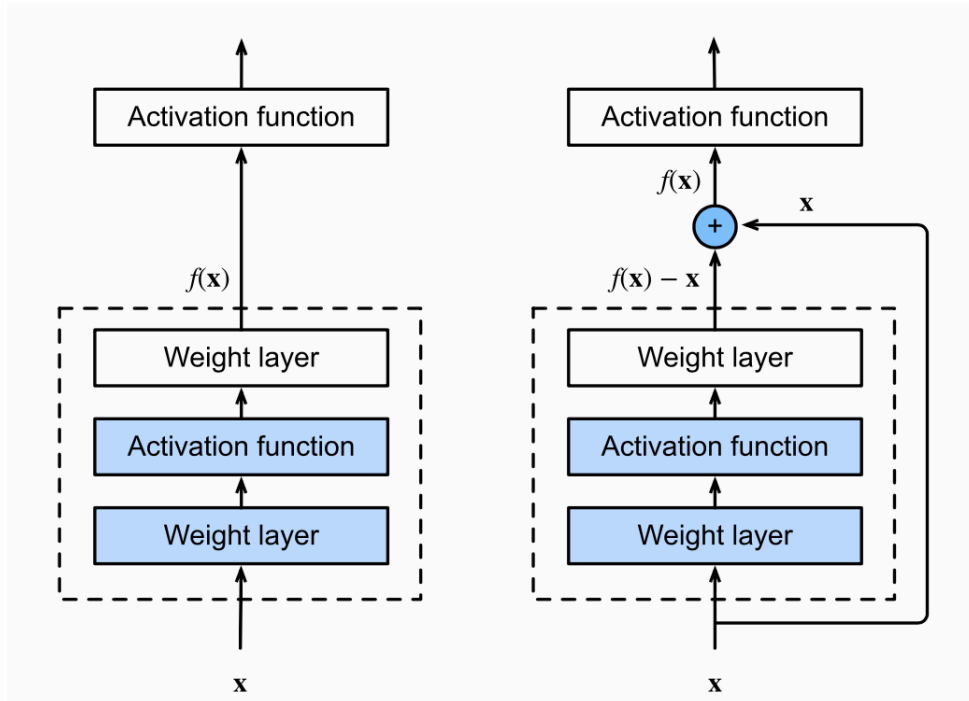 Activation function
f(x)
Weight layer
Activation function
Weight layer
x
Activation function
f(x)
x
+
f(x) − x
Weight layer
Activation function
Weight layer
x